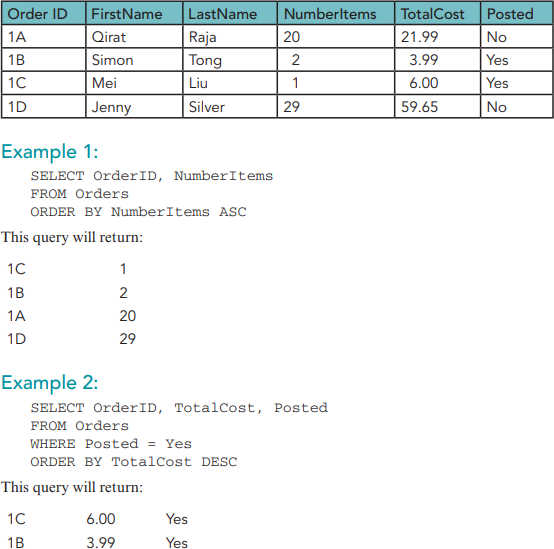 Order ID FirstName LastName NumberItems TotalCost Posted
1A Qirat Raja 20 21.99 No
1B Simon Tong 2 3.99 Yes
1C Mei Liu 1 6.00 Yes
1D Jenny Silver 29 59.65 No
Example 1:
SELECT OrderID, NumberItems
FROM Orders
ORDER BY NumberItems ASC
This query will return:
1C 1
1B 2
1A 20
1D 29
Example 2:
SELECT OrderID, TotalCost, Posted
FROM Orders
WHERE Posted = Yes
ORDER BY TotalCost DESC
This query will return:
1C 6.00 Yes
1B 3.99 Yes